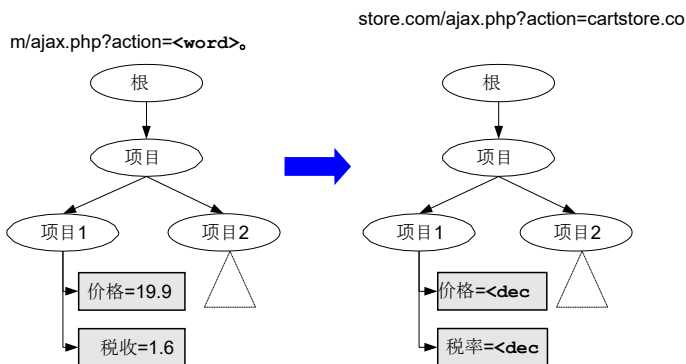 store.com/ajax.php?action=cartstore.co
m/ajax.php?action=<word>。
根
项目
项目1
项目2
价格=19.9
税收=1.6
根
项目
项目1
项目2
价格=<dec
税率=<dec